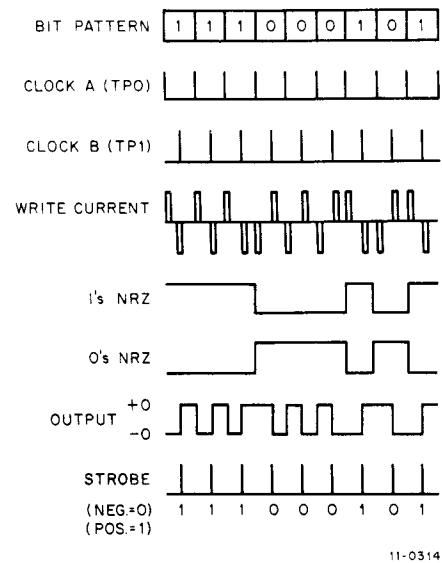 BIT PATTERN 1 1 1 0 0 0 1 0 1
CLOCK A (TP0)
CLOCK B (TP1)
WRITE CURRENT
1's NRZ
0's NRZ
OUTPUT +0
-0
STROBE
(NEG.=0) 1 1 1 0 0 0 1 0 1
(POS.=1)
11-0314